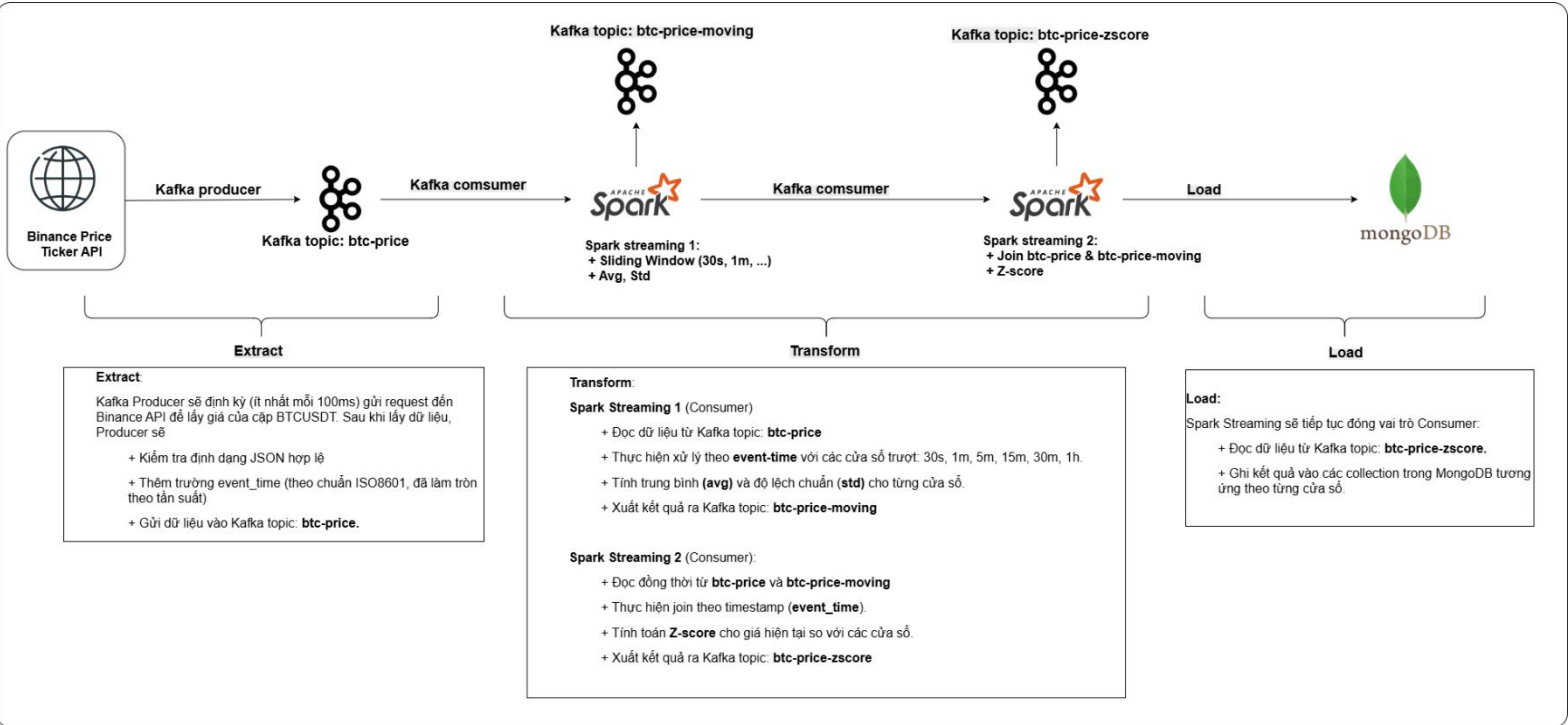 Kafka topic: btc-price-moving
Kafka topic: btc-price-zscore
Binance Price
Ticker API
Kafka producer
Kafka topic: btc-price
Kafka comsumer
APACHE
Spark
Spark streaming 1:
+ Sliding Window (30s, 1m, ...)
+ Avg, Std
Kafka comsumer
APACHE
Spark
Spark streaming 2:
+ Join btc-price & btc-price-moving
+ Z-score
Load
mongoDB
Extract
Transform
Load
Extract:
Kafka Producer sẽ định kỳ (ít nhất mỗi 100ms) gửi request đến
Binance API để lấy giá của cặp BTCUSDT. Sau khi lấy dữ liệu,
Producer sẽ
+ Kiểm tra định dạng JSON hợp lệ
+ Thêm trường event_time (theo chuẩn ISO8601, đã làm tròn
theo tần suất)
+ Gửi dữ liệu vào Kafka topic: btc-price.
Transform:
Spark Streaming 1 (Consumer)
+ Đọc dữ liệu từ Kafka topic: btc-price
+ Thực hiện xử lý theo event-time với các cửa sổ trượt: 30s, 1m, 5m, 15m, 30m, 1h.
+ Tính trung bình (avg) và độ lệch chuẩn (std) cho từng cửa sổ.
+ Xuất kết quả ra Kafka topic: btc-price-moving
Spark Streaming 2 (Consumer):
+ Đọc đồng thời từ btc-price và btc-price-moving
+ Thực hiện join theo timestamp (event_time).
+ Tính toán Z-score cho giá hiện tại so với các cửa sổ.
+ Xuất kết quả ra Kafka topic: btc-price-zscore
Load:
Spark Streaming sẽ tiếp tục đóng vai trò Consumer:
+ Đọc dữ liệu từ Kafka topic: btc-price-zscore.
+ Ghi kết quả vào các collection trong MongoDB tương
ứng theo từng cửa sổ.